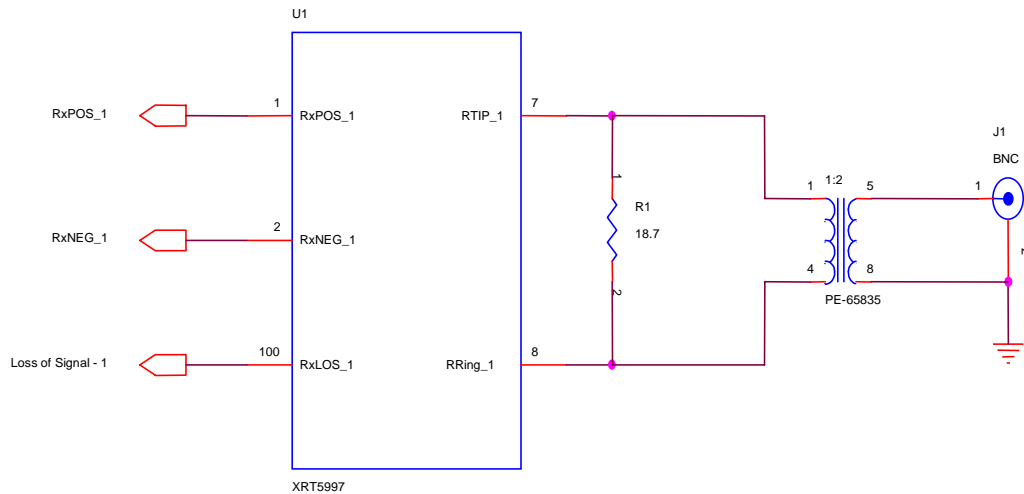 U1
RxPOS_1
1
RxPOS_1
RTIP_1
7
J1
BNC
1
R1
18.7
1:2
1
5
1
RxNEG_1
2
RxNEG_1
2
4
8
PE-65835
Loss of Signal - 1
100
RxLOS_1
RRing_1
8
XRT5997